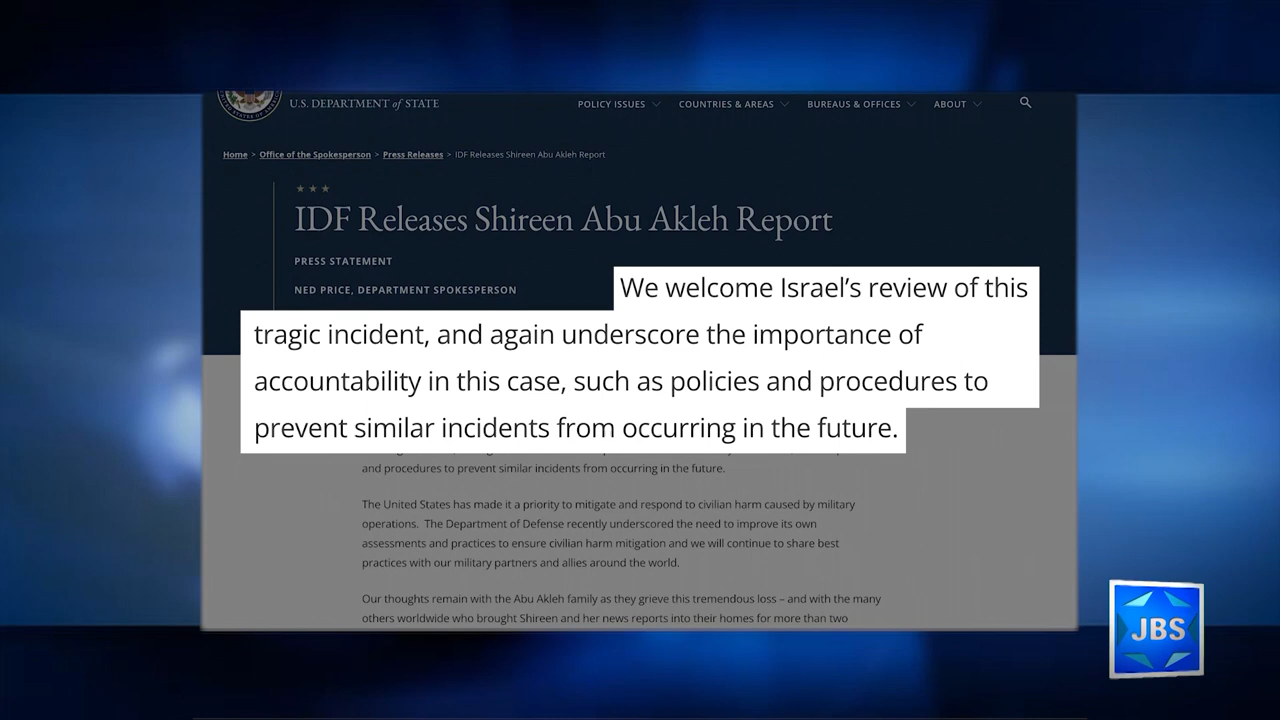 U.S. DEPARTMENT of STATE
POLICY ISSUES COUNTRIES & AREAS BUREAUS & OFFICES ABOUT
Home > Office of the Spokesperson > Press Releases > IDF Releases Shireen Abu Akleh Report
IDF Releases Shireen Abu Akleh Report
PRESS STATEMENT
NED PRICE, DEPARTMENT SPOKESPERSON
We welcome Israel's review of this
tragic incident, and again underscore the importance of
accountability in this case, such as policies and procedures to
prevent similar incidents from occurring in the future.
and procedures to prevent similar incidents from occurring in the future.
The United States has made it a priority to mitigate and respond to civilian harm caused by military
operations. The Department of Defense recently underscored the need to improve its own
assessments and practices to ensure civilian harm mitigation and we will continue to share best
practices with our military partners and allies around the world.
Our thoughts remain with the Abu Akleh family as they grieve this tremendous loss – and with the many
others worldwide who brought Shireen and her news reports into their homes for more than two
JBS